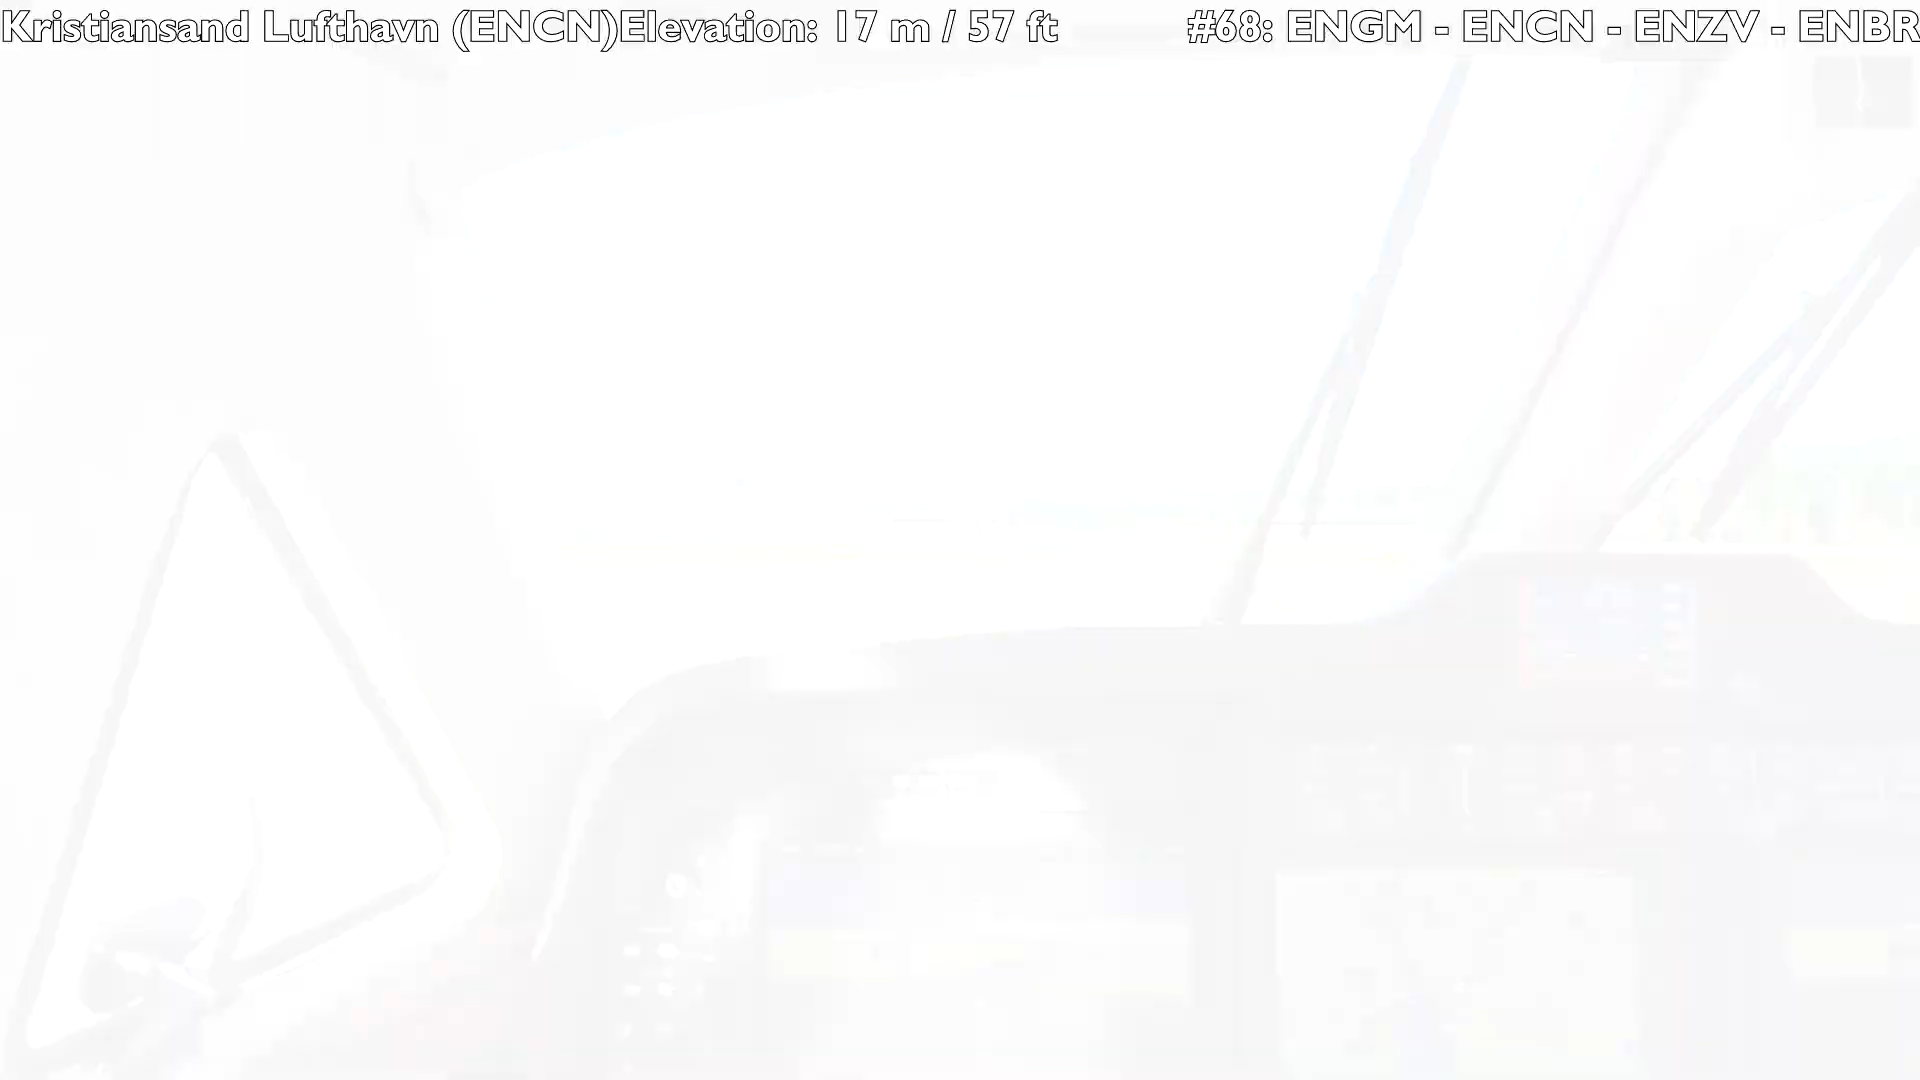 Kristiansand Lufthavn (ENCN)Elevation: 17 m / 57 ft #68: ENGM - ENCN - ENZV - ENBR